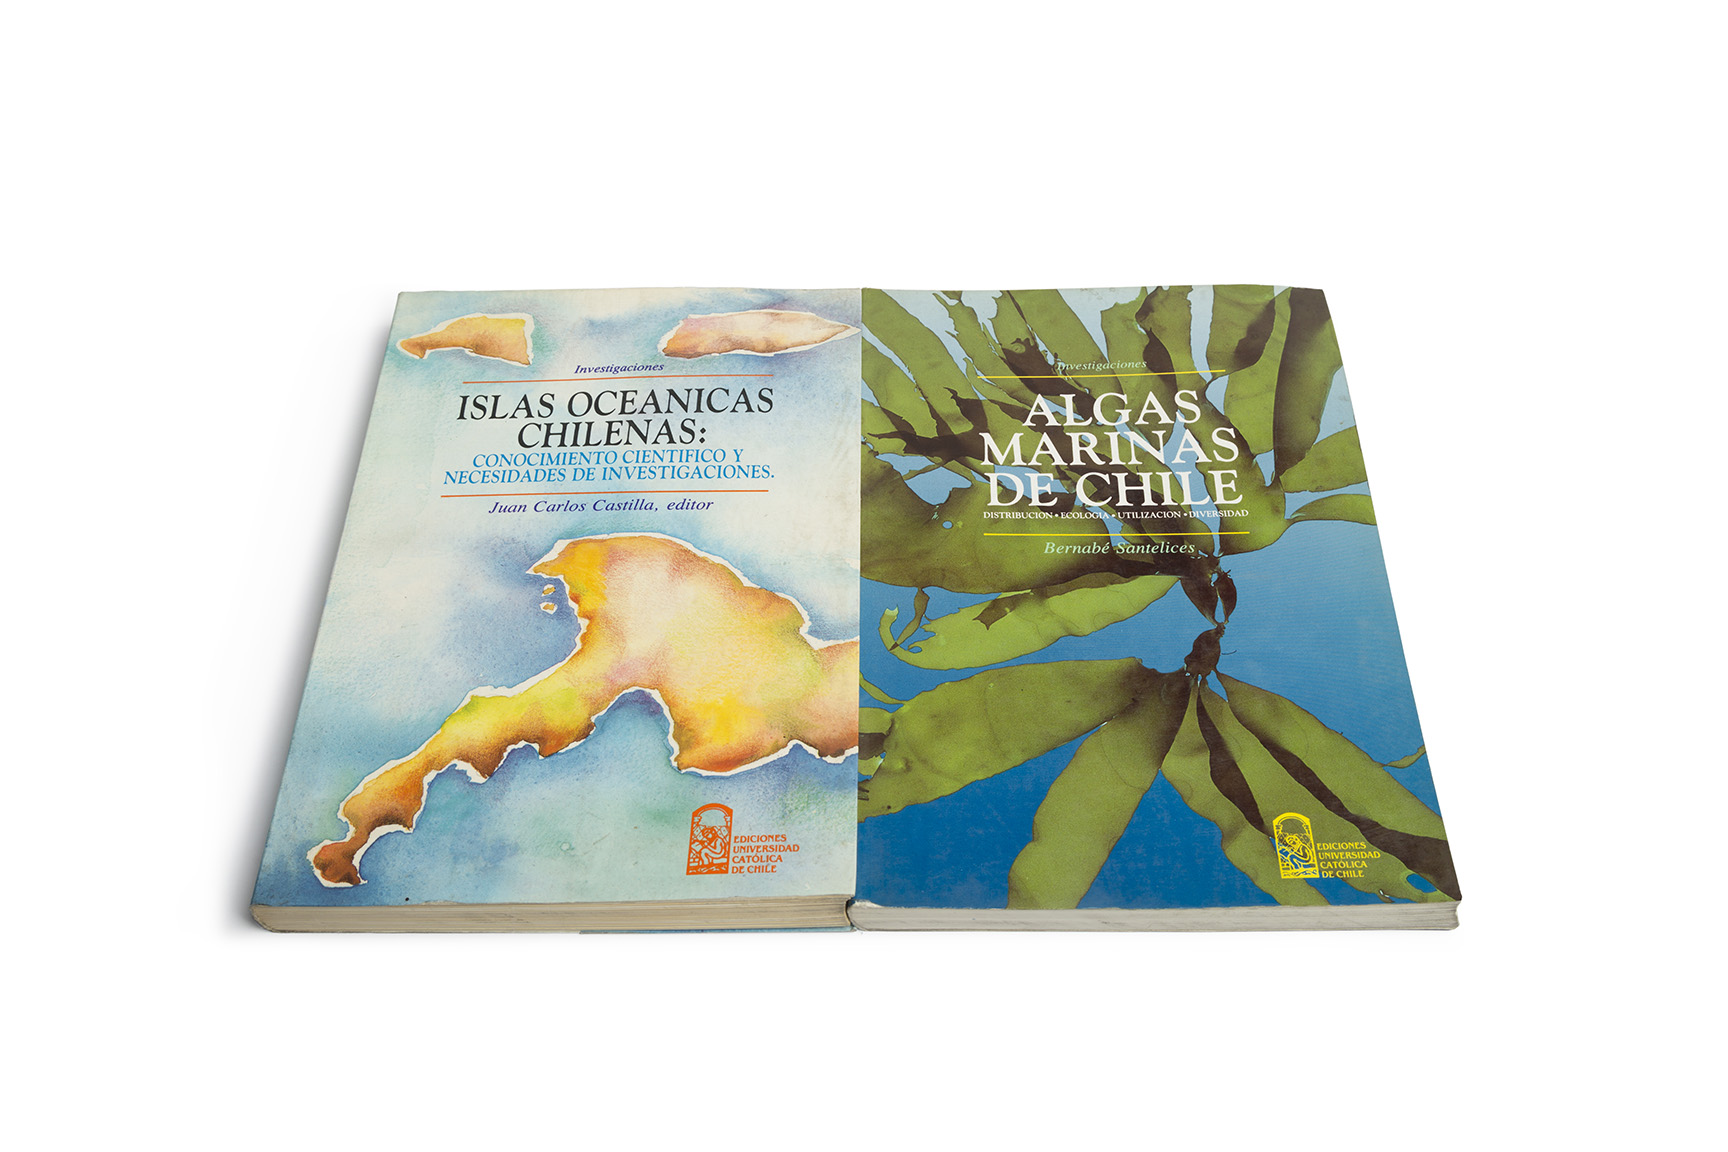 Investigaciones
ISLAS OCEANICAS
CHILENAS:
CONOCIMIENTO CIENTIFICO Y
NECESIDADES DE INVESTIGACIONES.
Juan Carlos Castilla, editor
EDICIONES
UNIVERSIDAD
CATÓLICA
DE CHILE
Investigaciones
ALGAS
MARINAS
DE CHILE
DISTRIBUCION • ECOLOGIA • UTILIZACION • DIVERSIDAD
Bernabé Santelices
EDICIONES
UNIVERSIDAD
CATÓLICA
DE CHILE